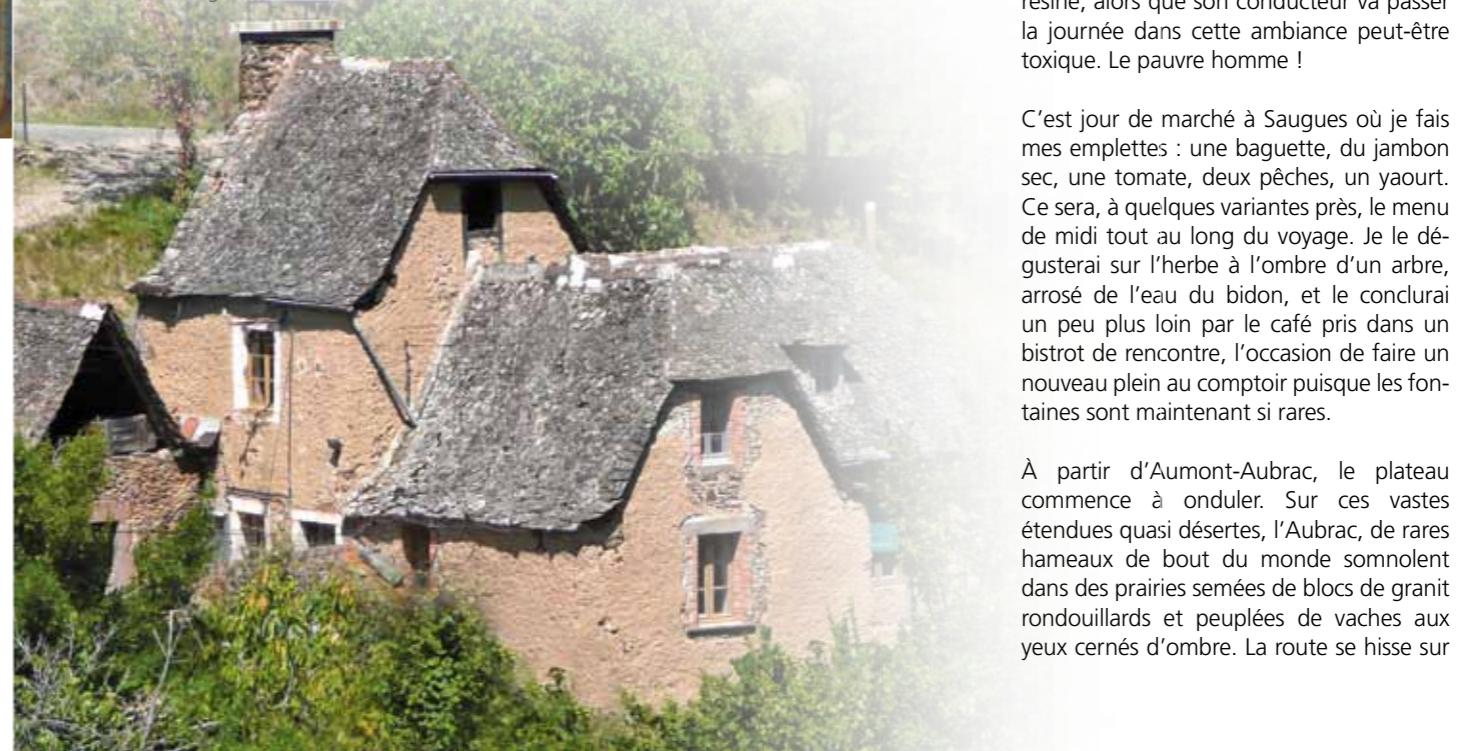 résine, alors que son conducteur va passer
la journée dans cette ambiance peut-être
toxique. Le pauvre homme !
C’est jour de marché à Saugues où je fais
mes emplettes : une baguette, du jambon
sec, une tomate, deux pêches, un yaourt.
Ce sera, à quelques variantes près, le menu
de midi tout au long du voyage. Je le dé-
gusterai sur l’herbe à l’ombre d’un arbre,
arrosé de l’eau du bidon, et le conclurai
un peu plus loin par le café pris dans un
bistrot de rencontre, l’occasion de faire un
nouveau plein au comptoir puisque les fon-
taines sont maintenant si rares.
À partir d’Aumont-Aubrac, le plateau
commence à onduler. Sur ces vastes
étendues quasi désertes, l’Aubrac, de rares
hameaux de bout du monde somnolent
dans des prairies semées de blocs de granit
rondouillards et peuplées de vaches aux
yeux cernés d’ombre. La route se hisse sur